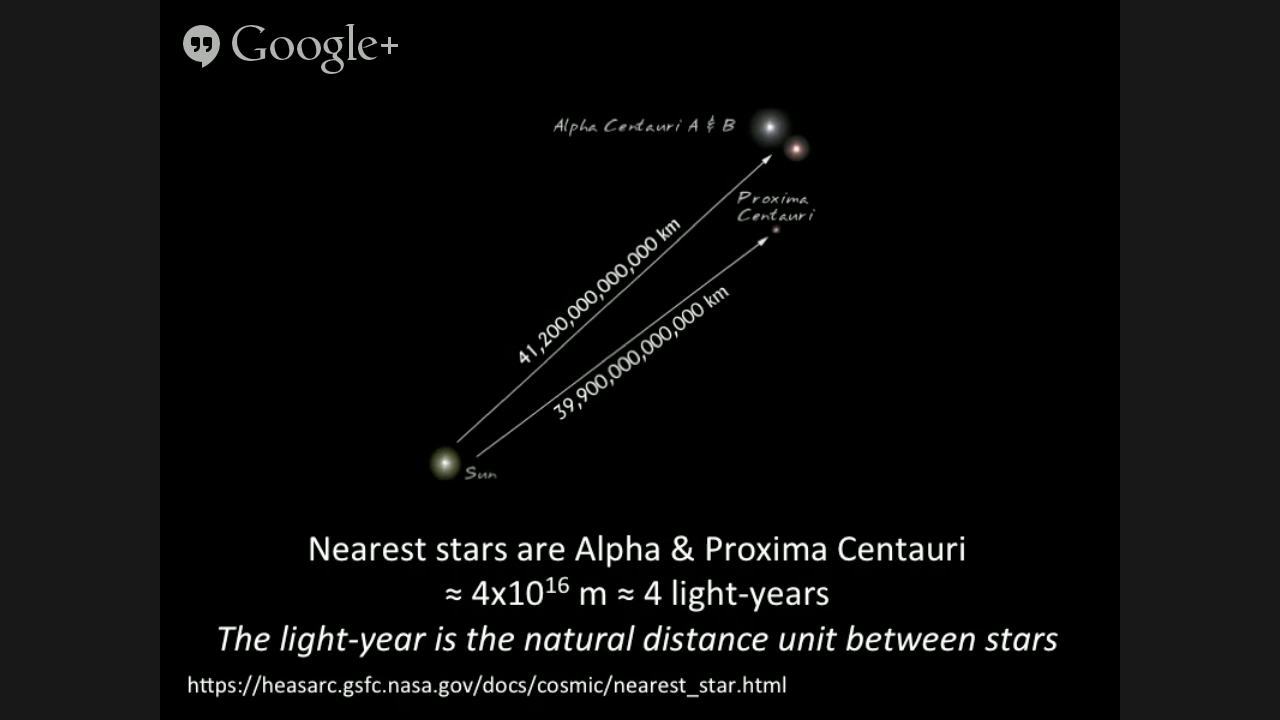 Google+
Alpha Centauri A & B
Proxima
Centauri
41,200,000,000,000 km
39,900,000,000,000 km
Sun
Nearest stars are Alpha & Proxima Centauri
≈ 4x10¹⁶ m ≈ 4 light-years
The light-year is the natural distance unit between stars
https://heasarc.gsfc.nasa.gov/docs/cosmic/nearest_star.html